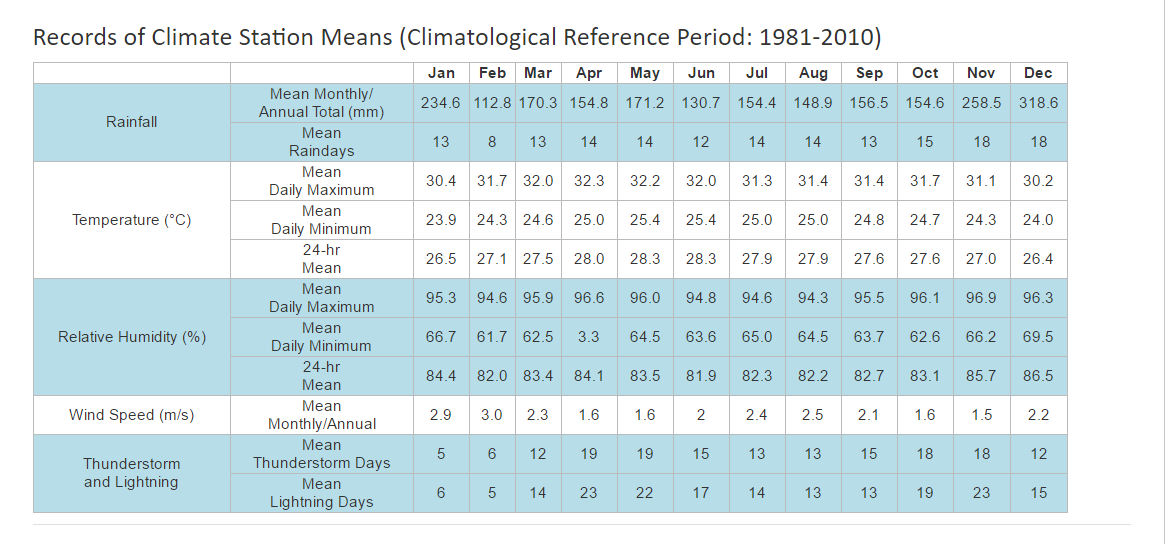 Records of Climate Station Means (Climatological Reference Period: 1981-2010)
Jan Feb Mar Apr May Jun Jul Aug Sep Oct Nov Dec
Rainfall
Mean Monthly/
Annual Total (mm)
234.6 112.8 170.3 154.8 171.2 130.7 154.4 148.9 156.5 154.6 258.5 318.6
Mean
Raindays
13 8 13 14 14 12 14 14 13 15 18 18
Temperature (°C)
Mean
Daily Maximum
30.4 31.7 32.0 32.3 32.2 32.0 31.3 31.4 31.4 31.7 31.1 30.2
Mean
Daily Minimum
23.9 24.3 24.6 25.0 25.4 25.4 25.0 25.0 24.8 24.7 24.3 24.0
24-hr
Mean
26.5 27.1 27.5 28.0 28.3 28.3 27.9 27.9 27.6 27.6 27.0 26.4
Relative Humidity (%)
Mean
Daily Maximum
95.3 94.6 95.9 96.6 96.0 94.8 94.6 94.3 95.5 96.1 96.9 96.3
Mean
Daily Minimum
66.7 61.7 62.5 3.3 64.5 63.6 65.0 64.5 63.7 62.6 66.2 69.5
24-hr
Mean
84.4 82.0 83.4 84.1 83.5 81.9 82.3 82.2 82.7 83.1 85.7 86.5
Wind Speed (m/s)
Mean
Monthly/Annual
2.9 3.0 2.3 1.6 1.6 2 2.4 2.5 2.1 1.6 1.5 2.2
Thunderstorm
and Lightning
Mean
Thunderstorm Days
5 6 12 19 19 15 13 13 15 18 18 12
Mean
Lightning Days
6 5 14 23 22 17 14 13 13 19 23 15